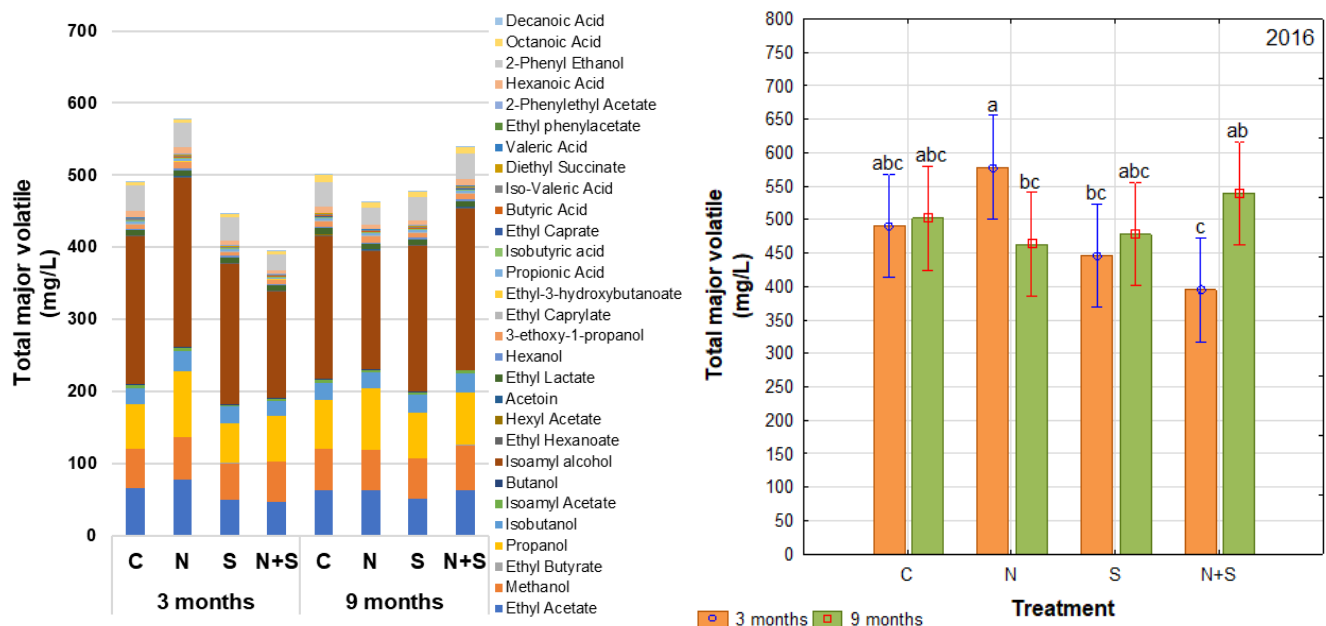 700
600
500
400
300
200
100
0
Total major volatile
(mg/L)
C N S N+S C N S N+S
3 months 9 months
Decanoic Acid
Octanoic Acid
2-Phenyl Ethanol
Hexanoic Acid
2-Phenylethyl Acetate
Ethyl phenylacetate
Valeric Acid
Diethyl Succinate
Iso-Valeric Acid
Butyric Acid
Ethyl Caprate
Isobutyric acid
Propionic Acid
Ethyl-3-hydroxybutanoate
Ethyl Caprylate
3-ethoxy-1-propanol
Hexanol
Ethyl Lactate
Acetoin
Hexyl Acetate
Ethyl Hexanoate
Isoamyl alcohol
Butanol
Isoamyl Acetate
Isobutanol
Propanol
Ethyl Butyrate
Methanol
Ethyl Acetate
800
750
700
650
600
550
500
450
400
350
300
250
200
150
100
50
0
Total major volatile
(mg/L)
2016
abc abc a bc bc abc c ab
C N S N+S
Treatment
3 months 9 months